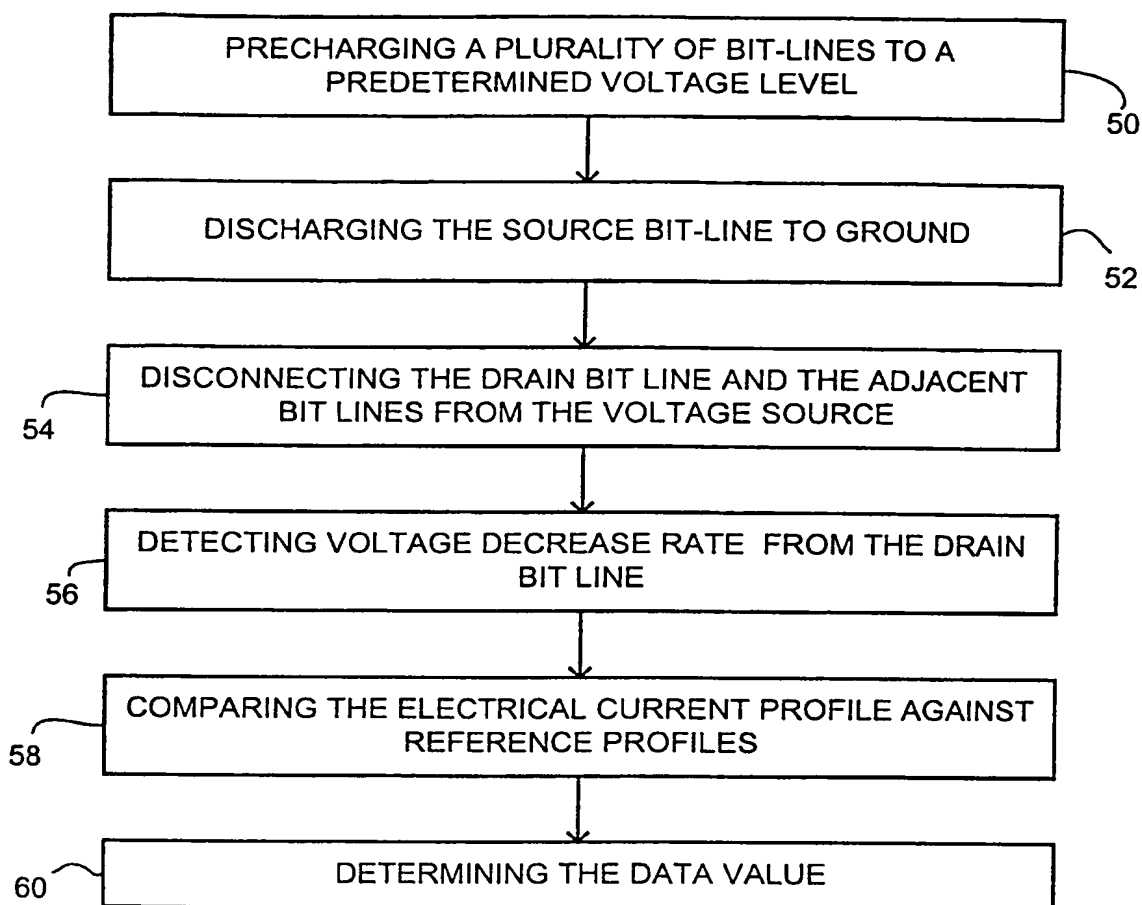 PRECHARGING A PLURALITY OF BIT-LINES TO A
PREDETERMINED VOLTAGE LEVEL
50
DISCHARGING THE SOURCE BIT-LINE TO GROUND
52
DISCONNECTING THE DRAIN BIT LINE AND THE ADJACENT
BIT LINES FROM THE VOLTAGE SOURCE
54
DETECTING VOLTAGE DECREASE RATE FROM THE DRAIN
BIT LINE
56
COMPARING THE ELECTRICAL CURRENT PROFILE AGAINST
REFERENCE PROFILES
58
DETERMINING THE DATA VALUE
60